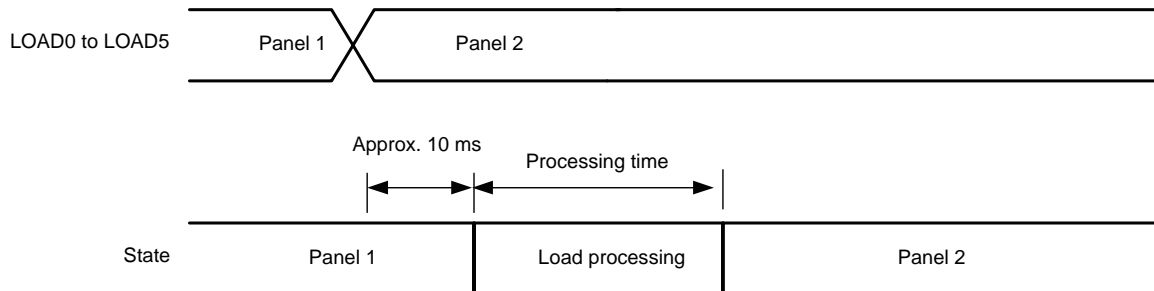 LOAD0 to LOAD5
Panel 1
Panel 2
Approx. 10 ms
Processing time
State
Panel 1
Load processing
Panel 2